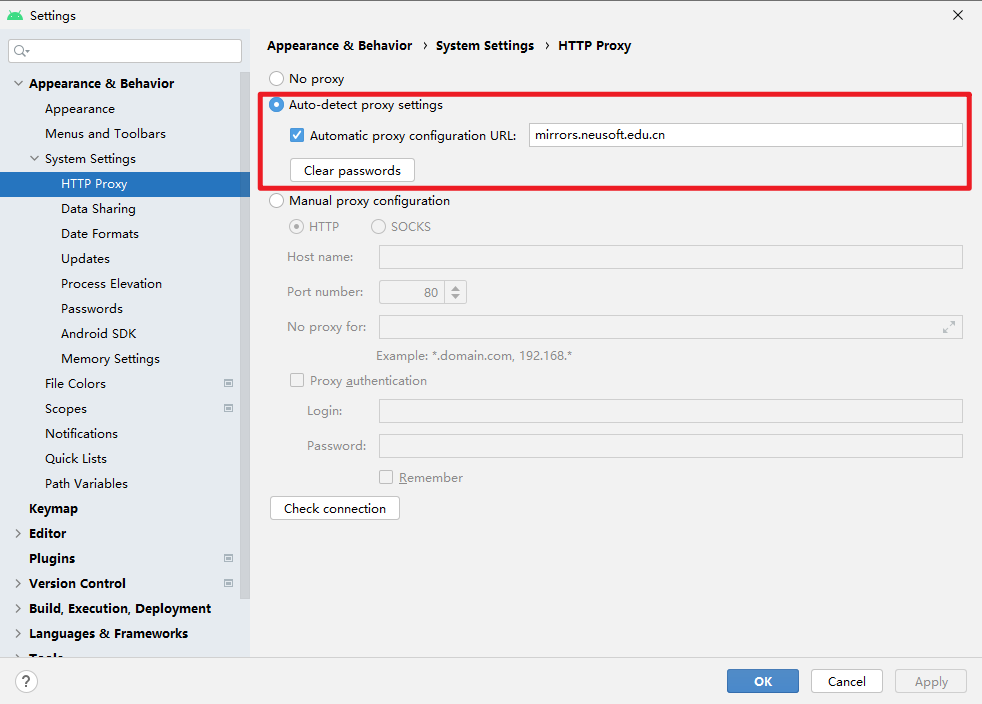 Settings
Appearance & Behavior › System Settings › HTTP Proxy
Appearance & Behavior
Appearance
Menus and Toolbars
System Settings
HTTP Proxy
Data Sharing
Date Formats
Updates
Process Elevation
Passwords
Android SDK
Memory Settings
File Colors
Scopes
Notifications
Quick Lists
Path Variables
Keymap
Editor
Plugins
Version Control
Build, Execution, Deployment
Languages & Frameworks
Tools
No proxy
Auto-detect proxy settings
Automatic proxy configuration URL: mirrors.neusoft.edu.cn
Clear passwords
Manual proxy configuration
HTTP SOCKS
Host name:
Port number: 80
No proxy for:
Example: *.domain.com, 192.168.*
Proxy authentication
Login:
Password:
Remember
Check connection
? OK Cancel Apply